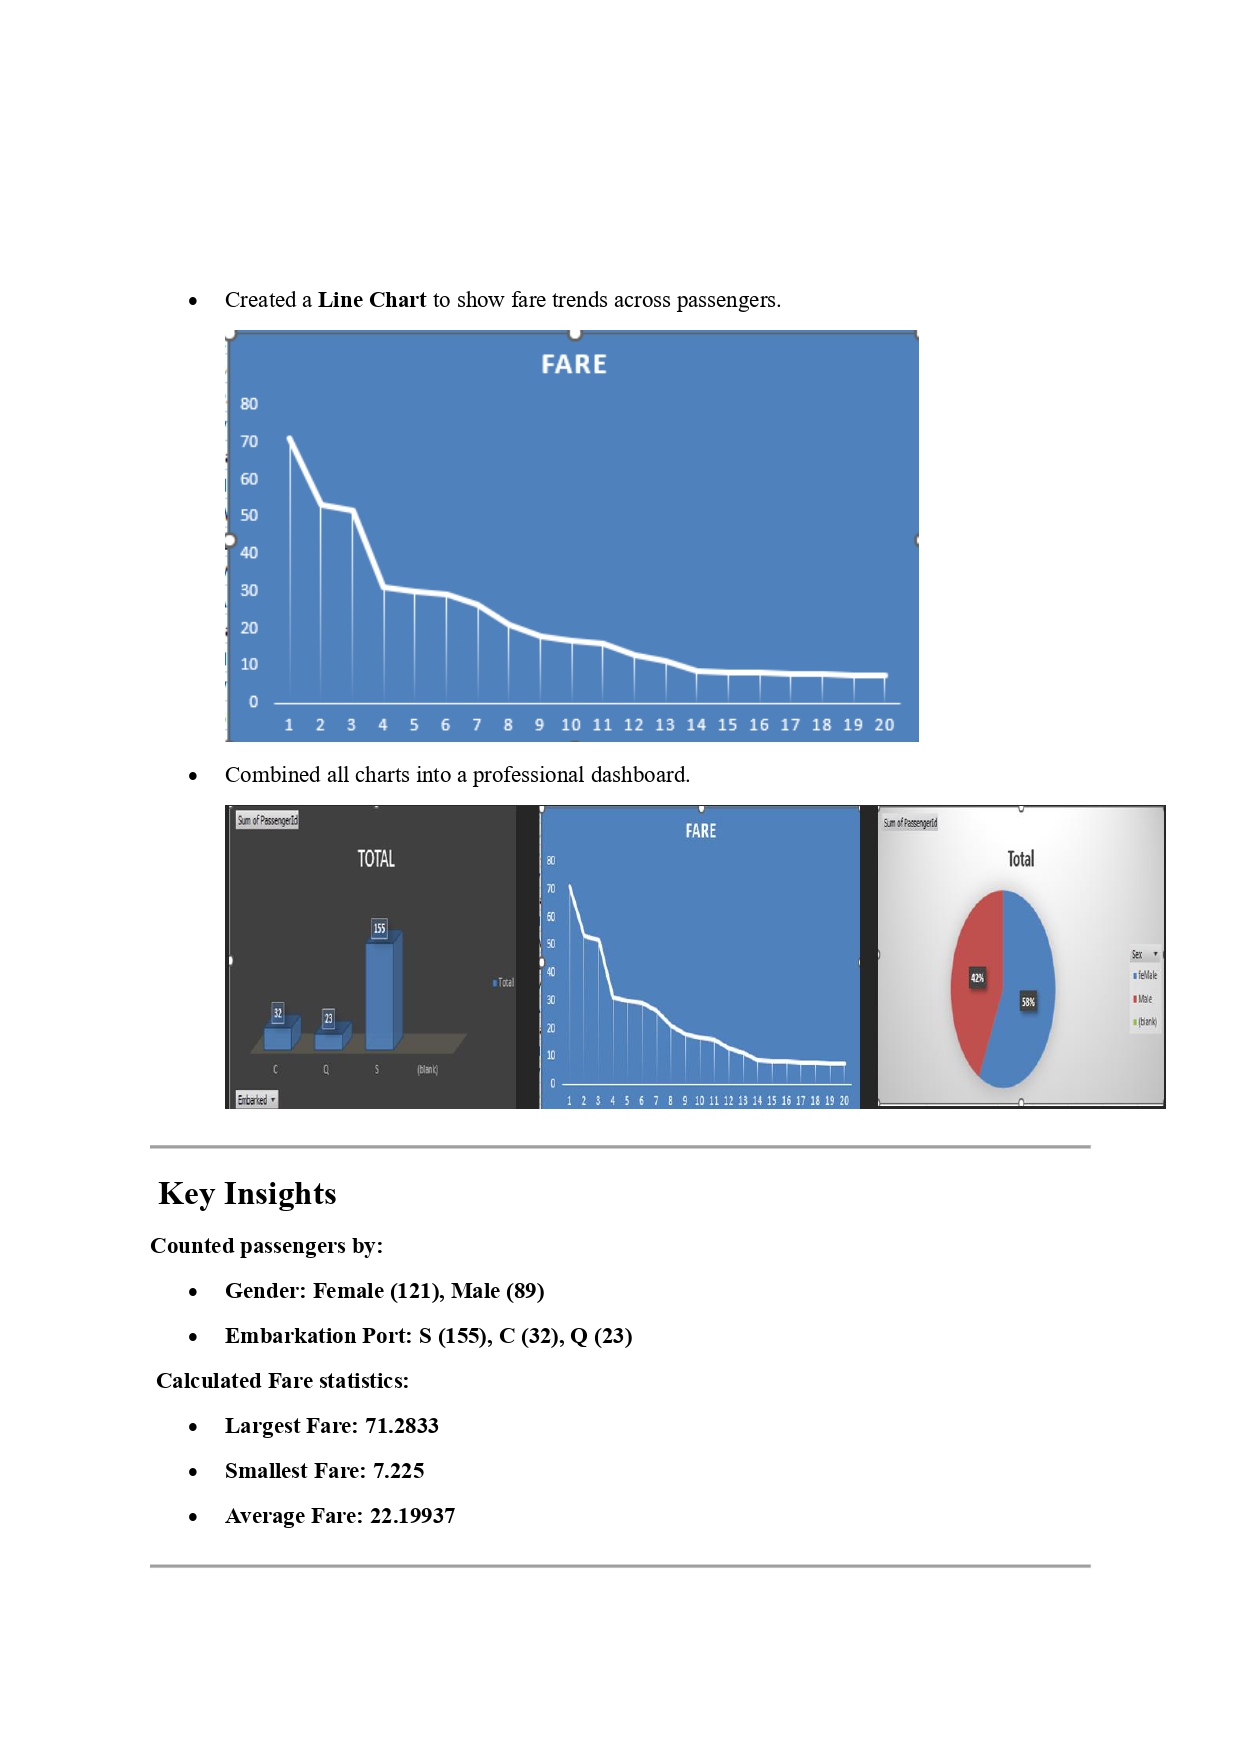 • Created a Line Chart to show fare trends across passengers.
FARE
80
70
60
50
40
30
20
10
0
1 2 3 4 5 6 7 8 9 10 11 12 13 14 15 16 17 18 19 20
• Combined all charts into a professional dashboard.
Sum of PassengerId
TOTAL
155
32
23
Total
C Q S (blank)
Embarked
FARE
80
70
60
50
40
30
20
10
0
1 2 3 4 5 6 7 8 9 10 11 12 13 14 15 16 17 18 19 20
Sum of PassengerId
Total
42%
58%
Sex
feMale
Male
(blank)
Key Insights
Counted passengers by:
• Gender: Female (121), Male (89)
• Embarkation Port: S (155), C (32), Q (23)
Calculated Fare statistics:
• Largest Fare: 71.2833
• Smallest Fare: 7.225
• Average Fare: 22.19937